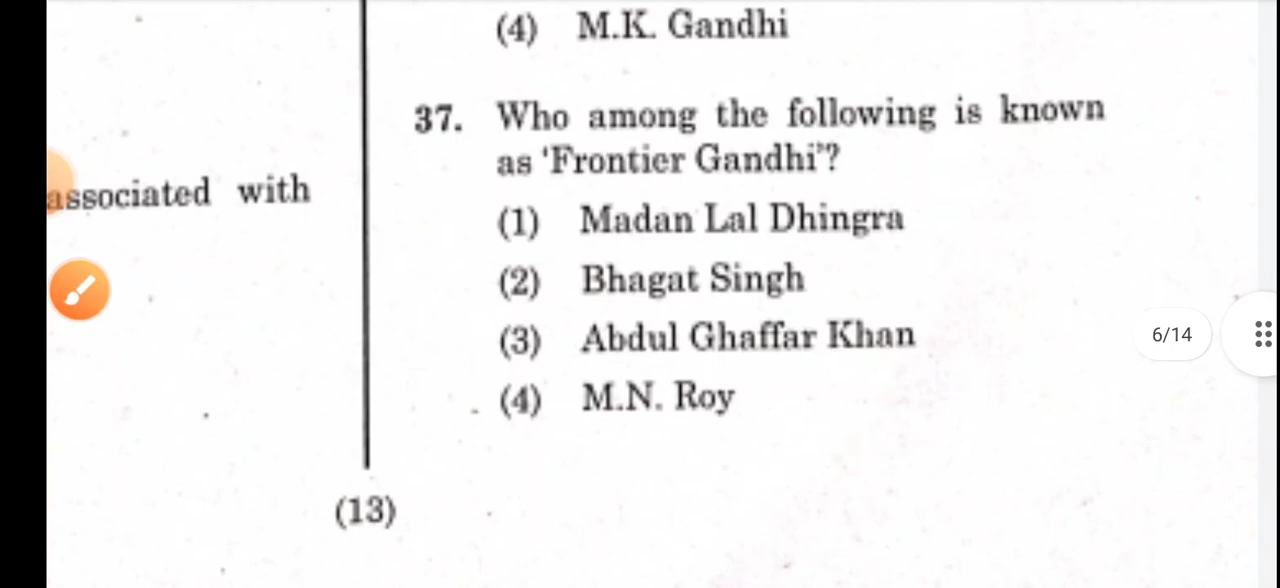 (4) M.K. Gandhi
37. Who among the following is known
as 'Frontier Gandhi'?
associated with
(1) Madan Lal Dhingra
(2) Bhagat Singh
(3) Abdul Ghaffar Khan
6/14
(4) M.N. Roy
(13)